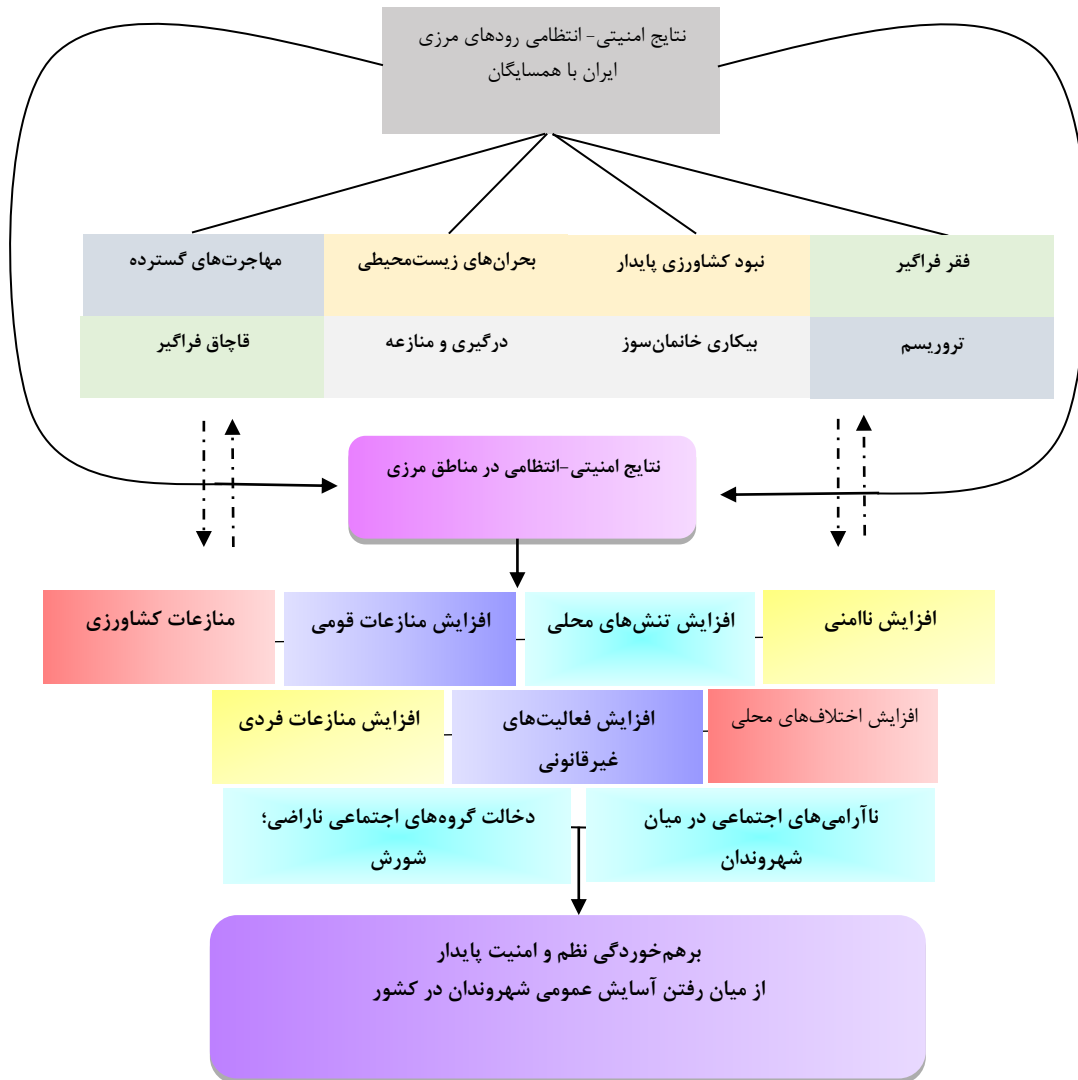 نتایج امنیتی- انتظامی رودهای مرزی
ایران با همسایگان
فقر فراگیر
نبود کشاورزی پایدار
بحران‌های زیست‌محیطی
مهاجرت‌های گسترده
تروریسم
بیکاری خانمان‌سوز
درگیری و منازعه
قاچاق فراگیر
نتایج امنیتی-انتظامی در مناطق مرزی
افزایش ناامنی
افزایش تنش‌های محلی
افزایش منازعات قومی
منازعات کشاورزی
افزایش اختلاف‌های محلی
افزایش فعالیت‌های
غیرقانونی
افزایش منازعات فردی
ناآرامی‌های اجتماعی در میان
شهروندان
دخالت گروه‌های اجتماعی ناراضی؛
شورش
برهم‌خوردگی نظم و امنیت پایدار
از میان رفتن آسایش عمومی شهروندان در کشور